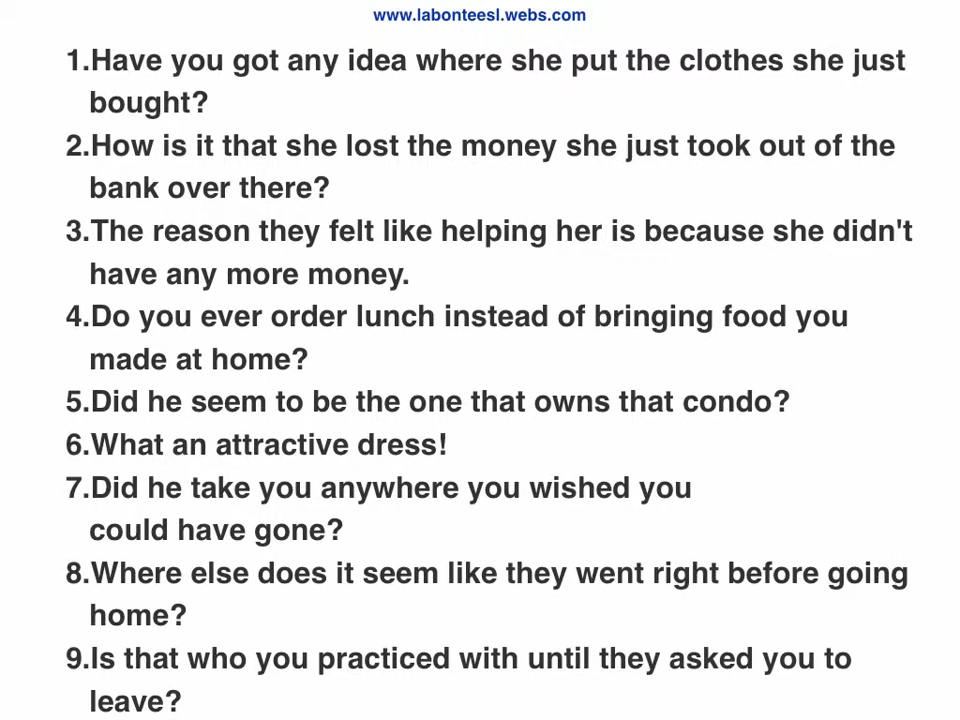 www.labonteesl.webs.com
1.Have you got any idea where she put the clothes she just
bought?
2.How is it that she lost the money she just took out of the
bank over there?
3.The reason they felt like helping her is because she didn't
have any more money.
4.Do you ever order lunch instead of bringing food you
made at home?
5.Did he seem to be the one that owns that condo?
6.What an attractive dress!
7.Did he take you anywhere you wished you
could have gone?
8.Where else does it seem like they went right before going
home?
9.Is that who you practiced with until they asked you to
leave?